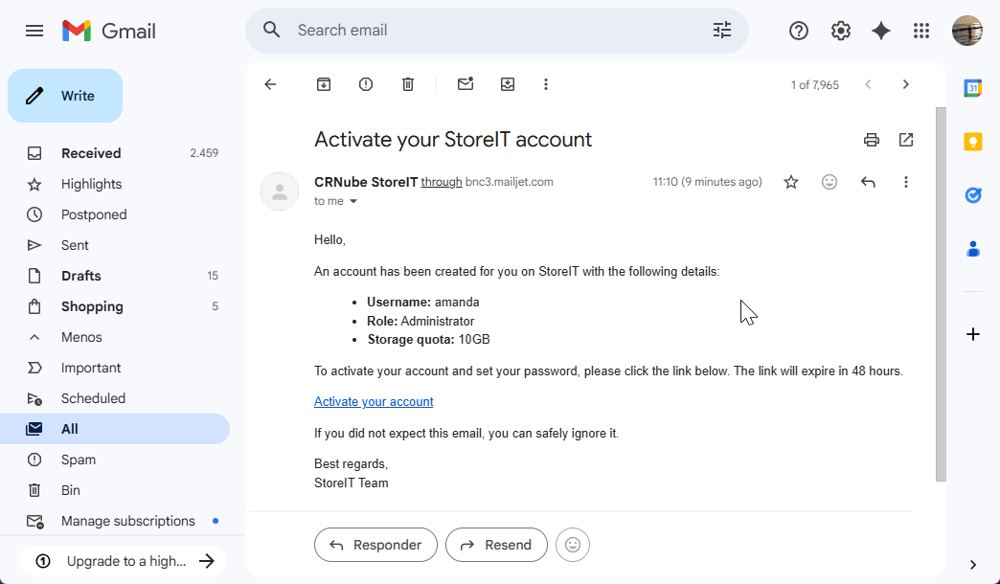 Gmail
Search email
Write
Received 2.459
Highlights
Postponed
Sent
Drafts 15
Shopping 5
Menos
Important
Scheduled
All
Spam
Bin
Manage subscriptions
Upgrade to a high...
1 of 7,965
Activate your StoreIT account
CRNube StoreIT through bnc3.mailjet.com 11:10 (9 minutes ago)
to me
Hello,
An account has been created for you on StoreIT with the following details:
• Username: amanda
• Role: Administrator
• Storage quota: 10GB
To activate your account and set your password, please click the link below. The link will expire in 48 hours.
Activate your account
If you did not expect this email, you can safely ignore it.
Best regards,
StoreIT Team
Responder
Resend
31